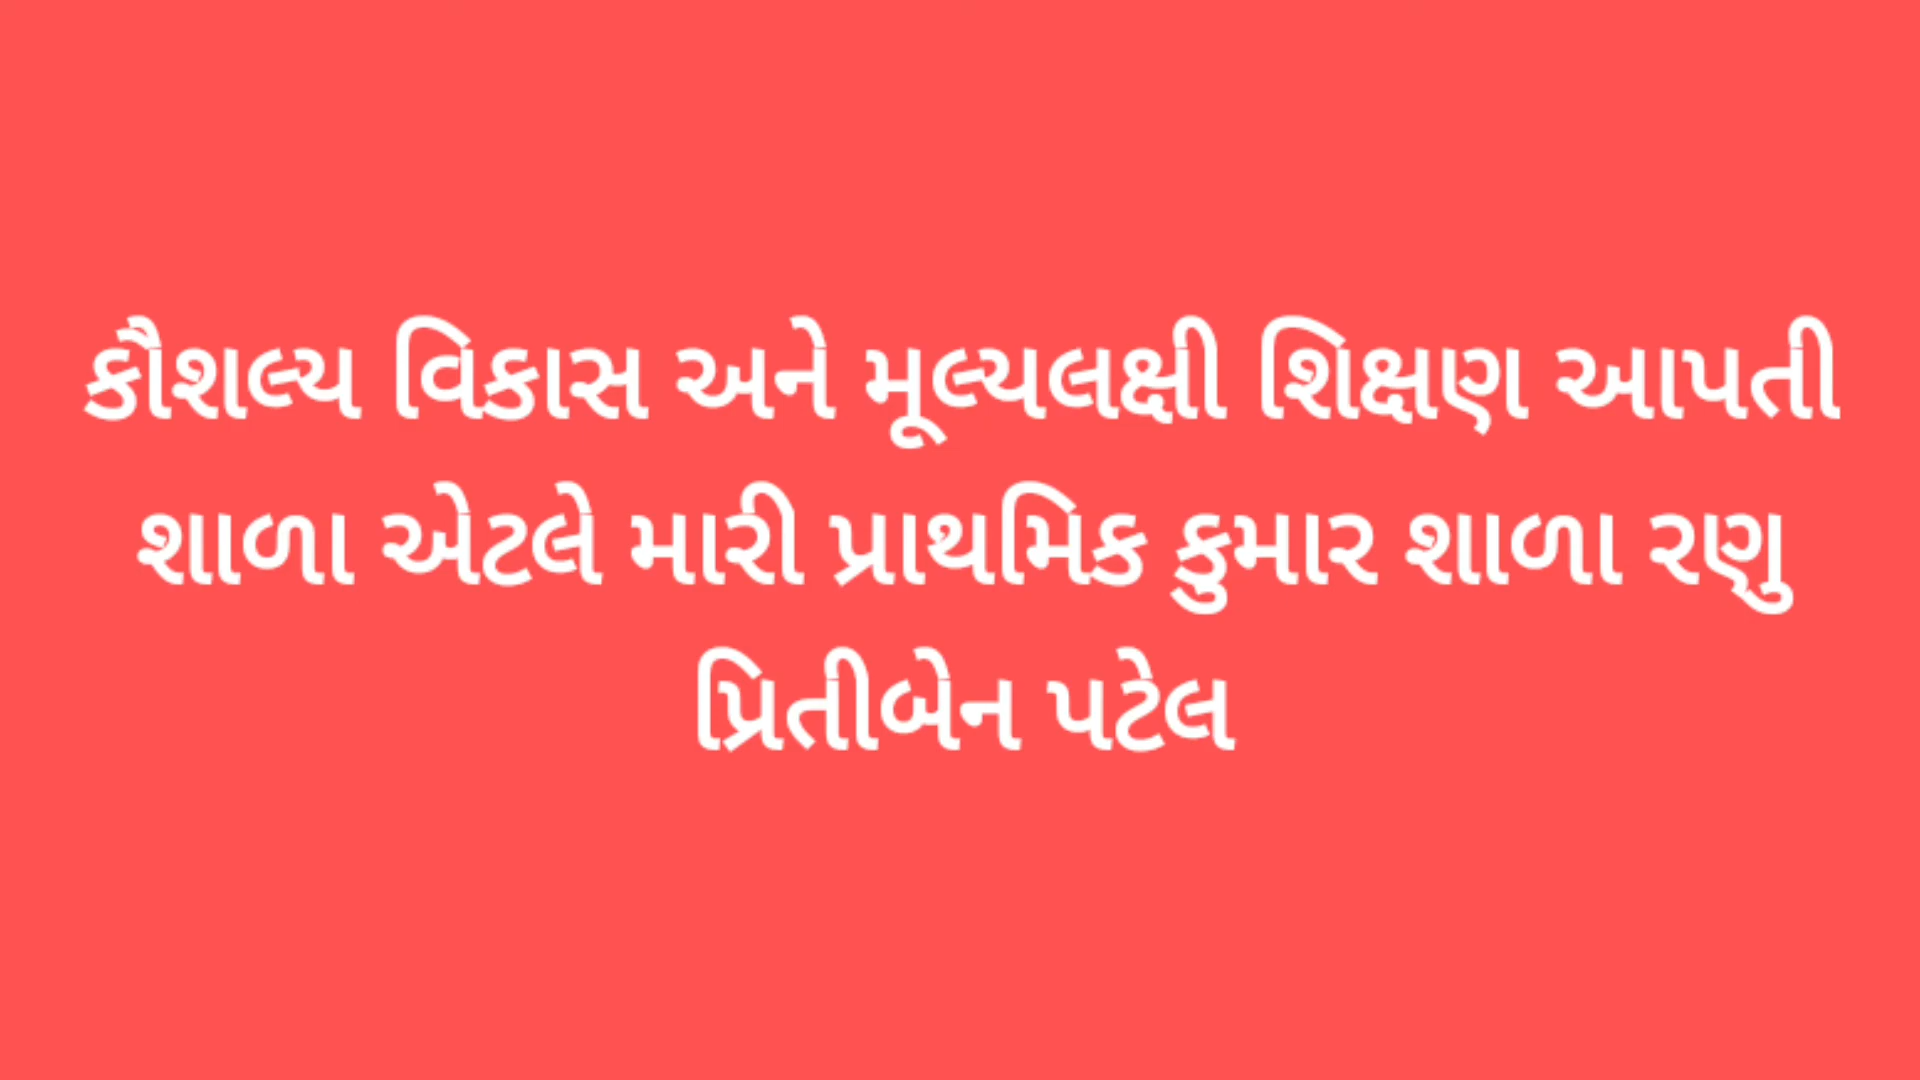 કૌશલ્ય વિકાસ અને મૂલ્યલક્ષી શિક્ષણ આપતી
શાળા એટલે મારી પ્રાથમિક કુમાર શાળા રણુ
પ્રિતીબેન પટેલ